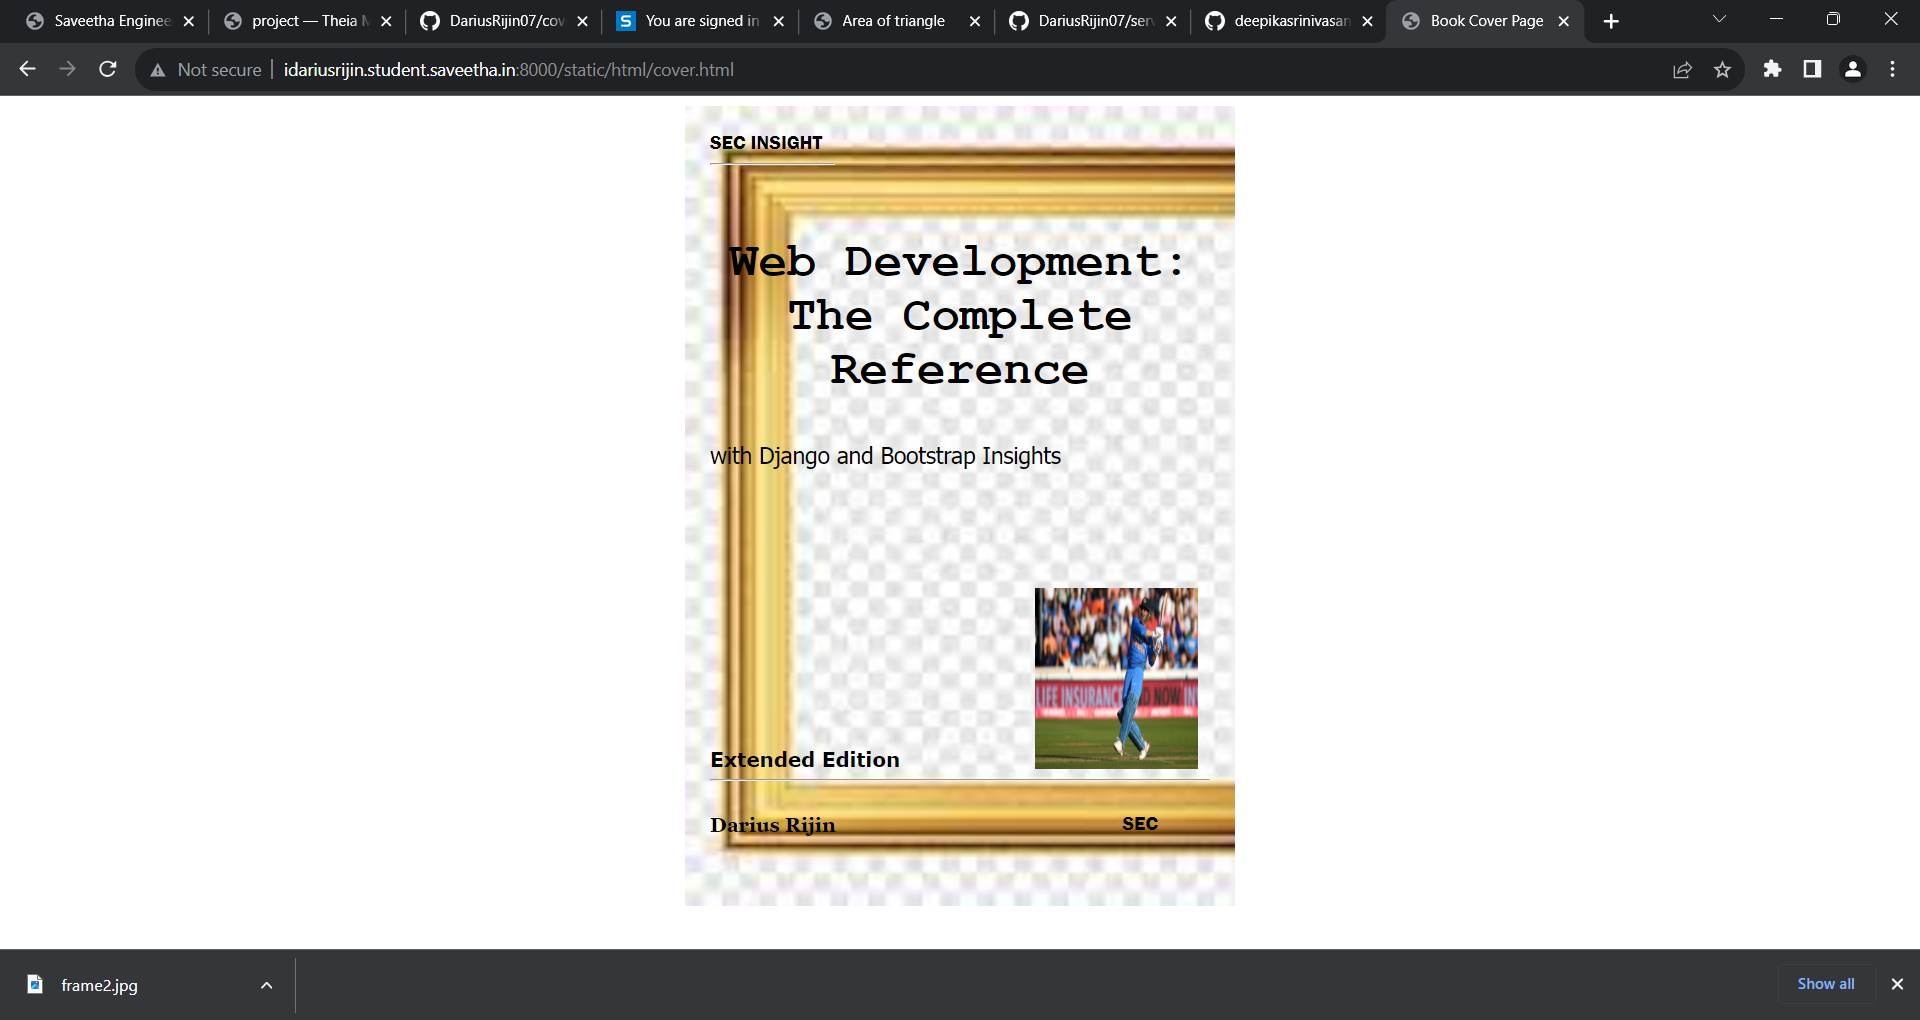 Saveetha Enginee
project — Theia
DariusRijin07/cov
You are signed in
Area of triangle
DariusRijin07/ser
deepikasrinivasan
Book Cover Page
Not secure
idariusrijin.student.saveetha.in:8000/static/html/cover.html
SEC INSIGHT
Web Development:
The Complete
Reference
with Django and Bootstrap Insights
LIFE INSURANC NOW IN
Extended Edition
Darius Rijin
SEC
frame2.jpg
Show all